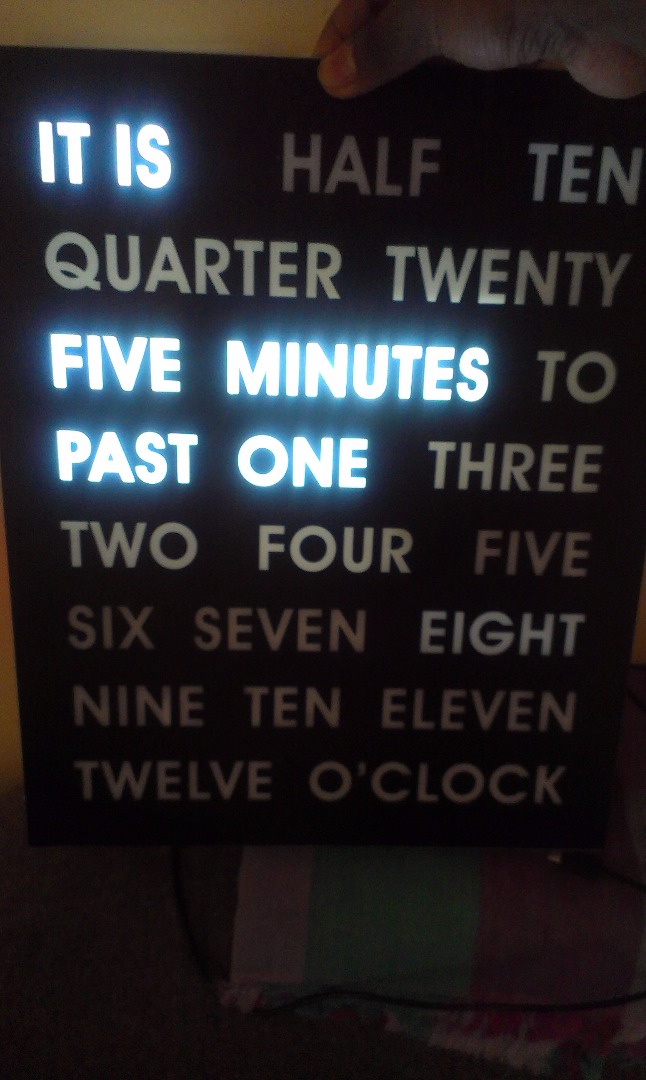 IT IS HALF TEN
QUARTER TWENTY
FIVE MINUTES TO
PAST ONE THREE
TWO FOUR FIVE
SIX SEVEN EIGHT
NINE TEN ELEVEN
TWELVE O'CLOCK